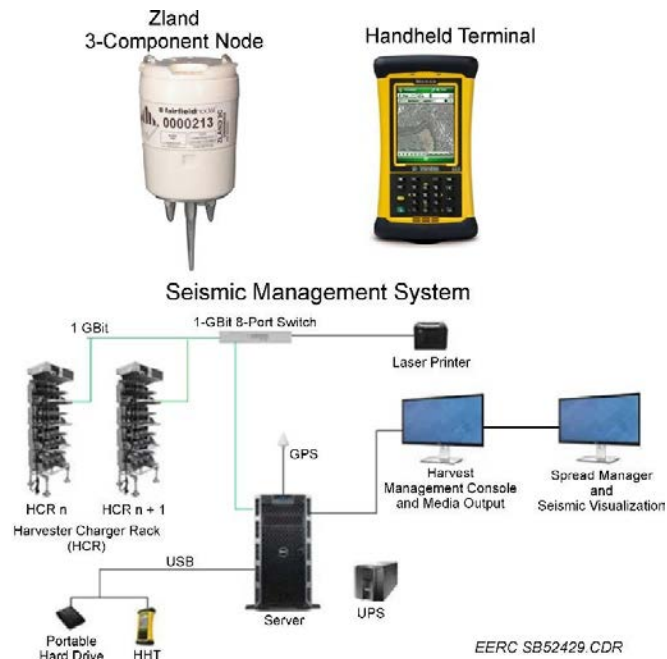 Zland
3-Component Node
Handheld Terminal
fairfieldnodal
0000213
ZLAND 3C
Seismic Management System
1 GBit
1-GBit 8-Port Switch
Laser Printer
GPS
HCR n
HCR n + 1
Harvester Charger Rack
(HCR)
Harvest
Management Console
and Media Output
Spread Manager
and
Seismic Visualization
USB
Server
UPS
Portable
Hard Drive
HHT
EERC SB52429.CDR